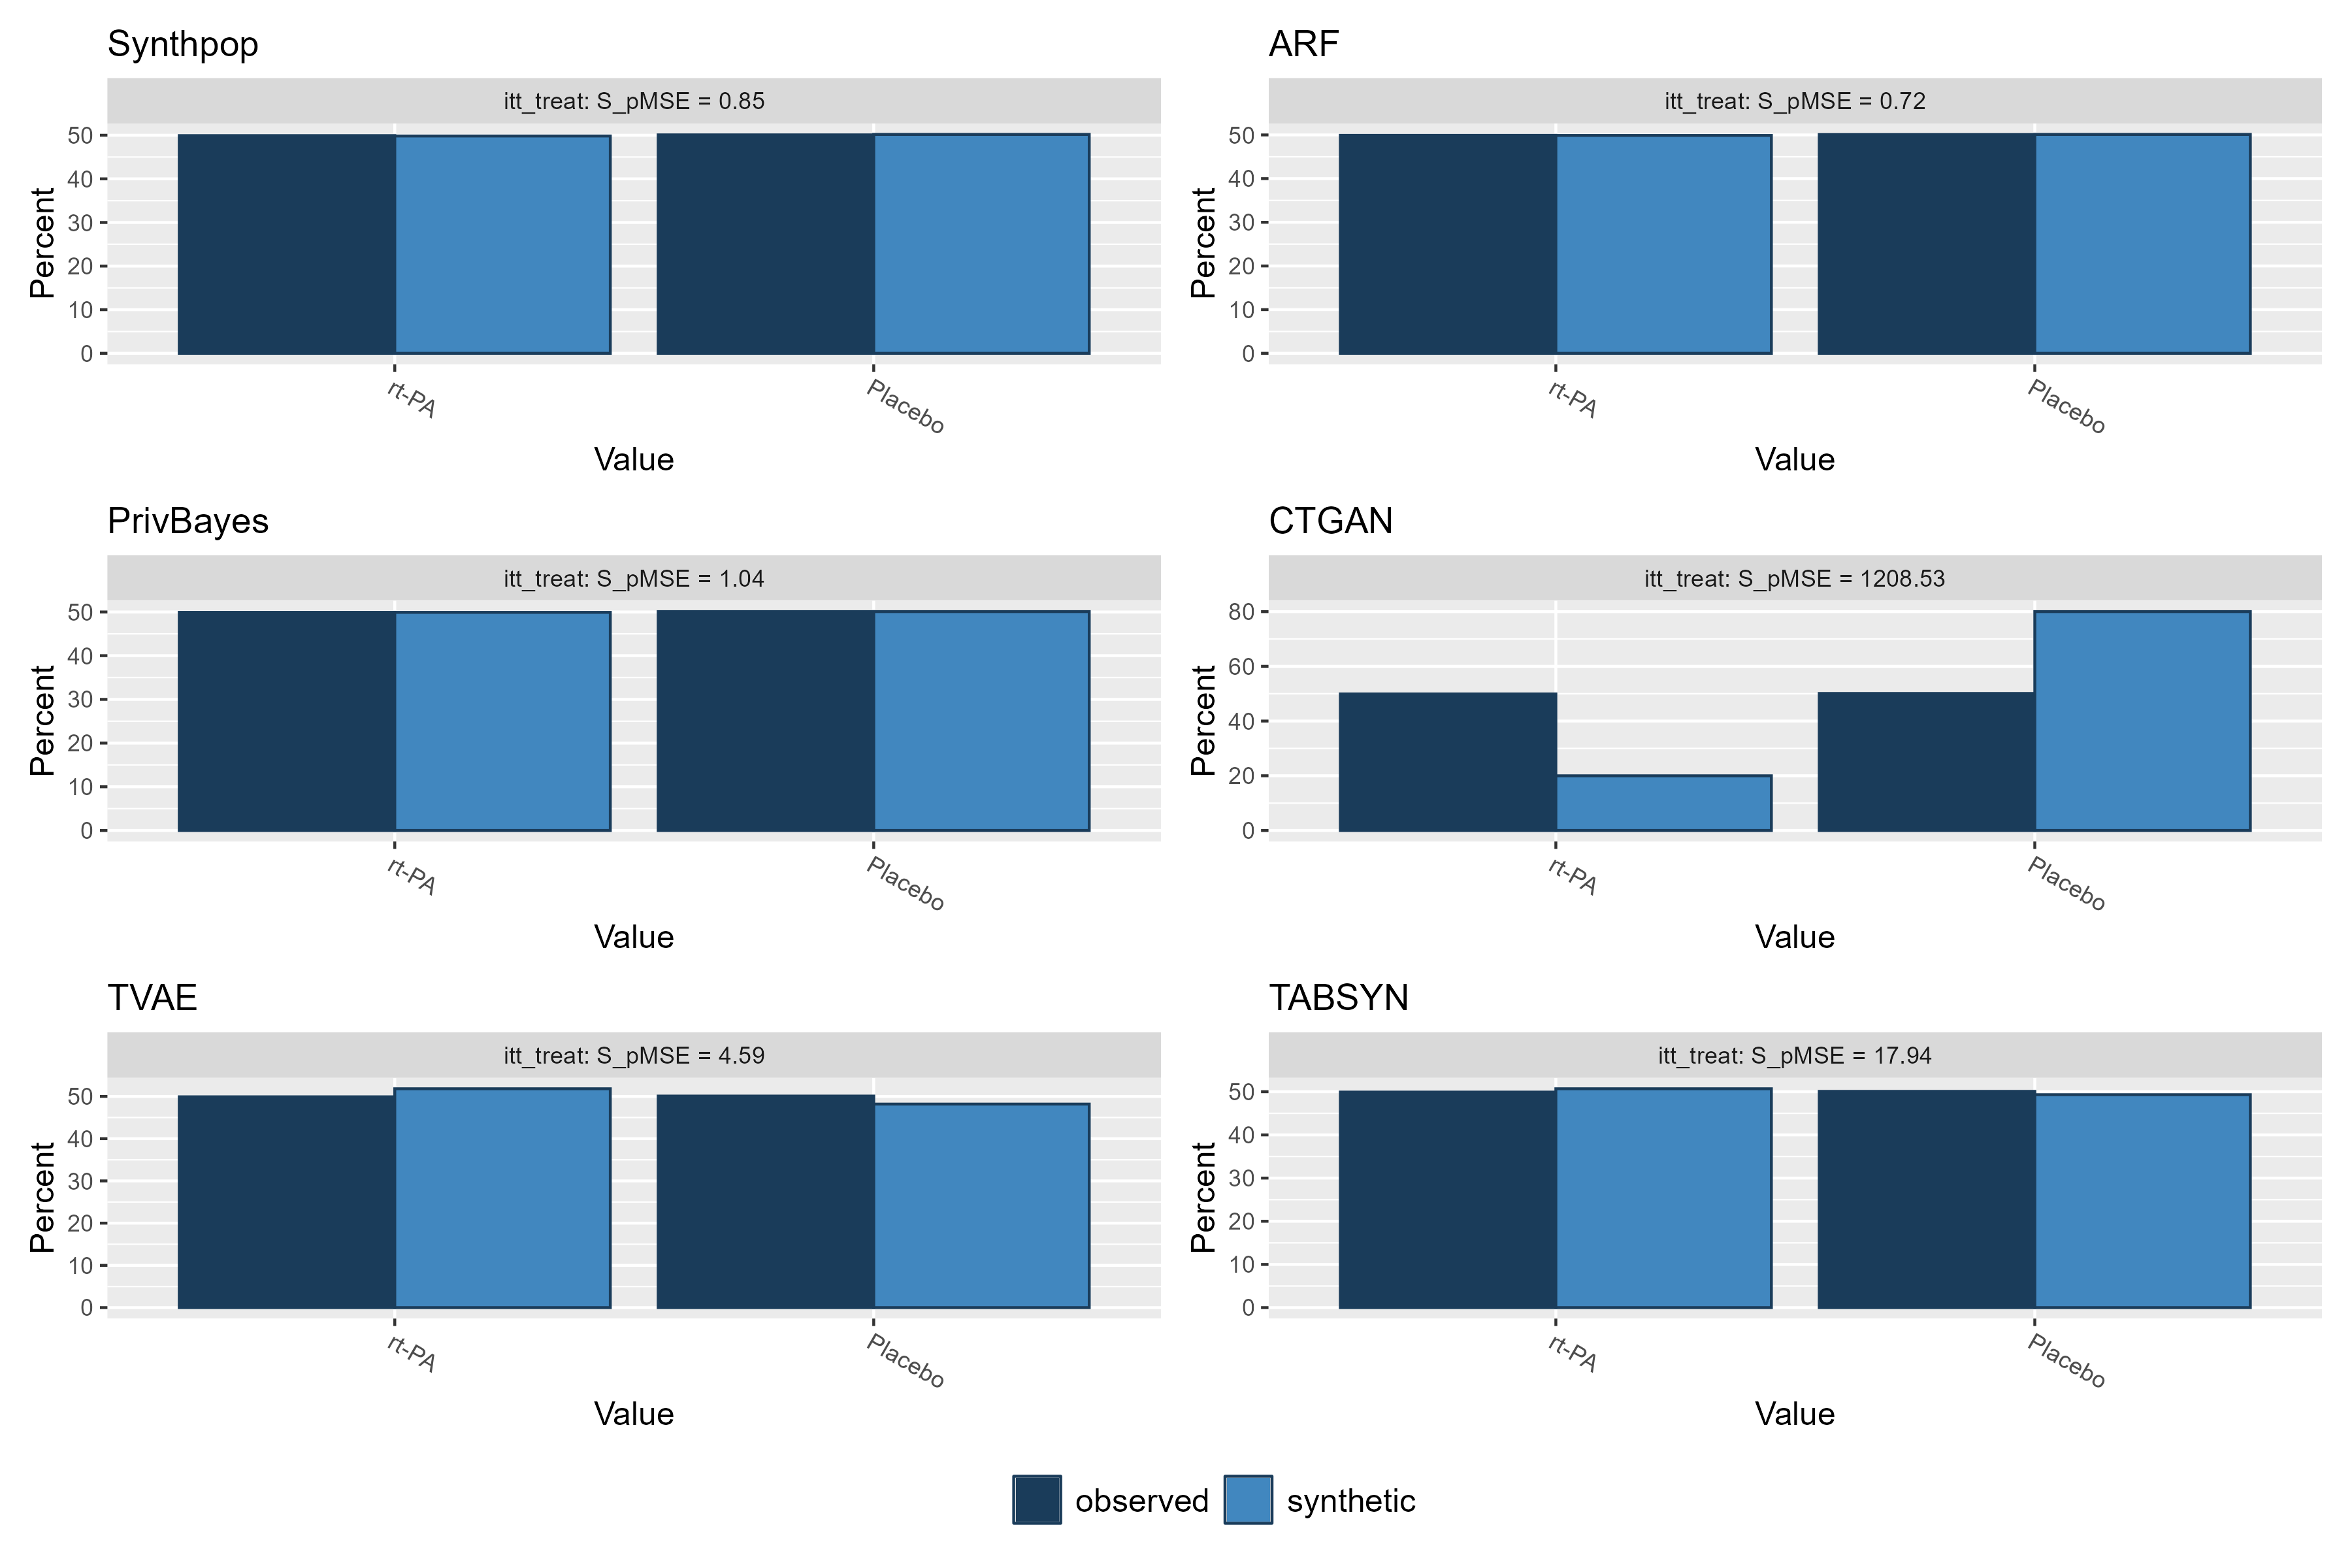 Synthpop
itt_treat: S_pMSE = 0.85
Percent
50
40
30
20
10
0
rt-PA
Placebo
Value
ARF
itt_treat: S_pMSE = 0.72
Percent
50
40
30
20
10
0
rt-PA
Placebo
Value
PrivBayes
itt_treat: S_pMSE = 1.04
Percent
50
40
30
20
10
0
rt-PA
Placebo
Value
CTGAN
itt_treat: S_pMSE = 1208.53
Percent
80
60
40
20
0
rt-PA
Placebo
Value
TVAE
itt_treat: S_pMSE = 4.59
Percent
50
40
30
20
10
0
rt-PA
Placebo
Value
TABSYN
itt_treat: S_pMSE = 17.94
Percent
50
40
30
20
10
0
rt-PA
Placebo
Value
observed
synthetic